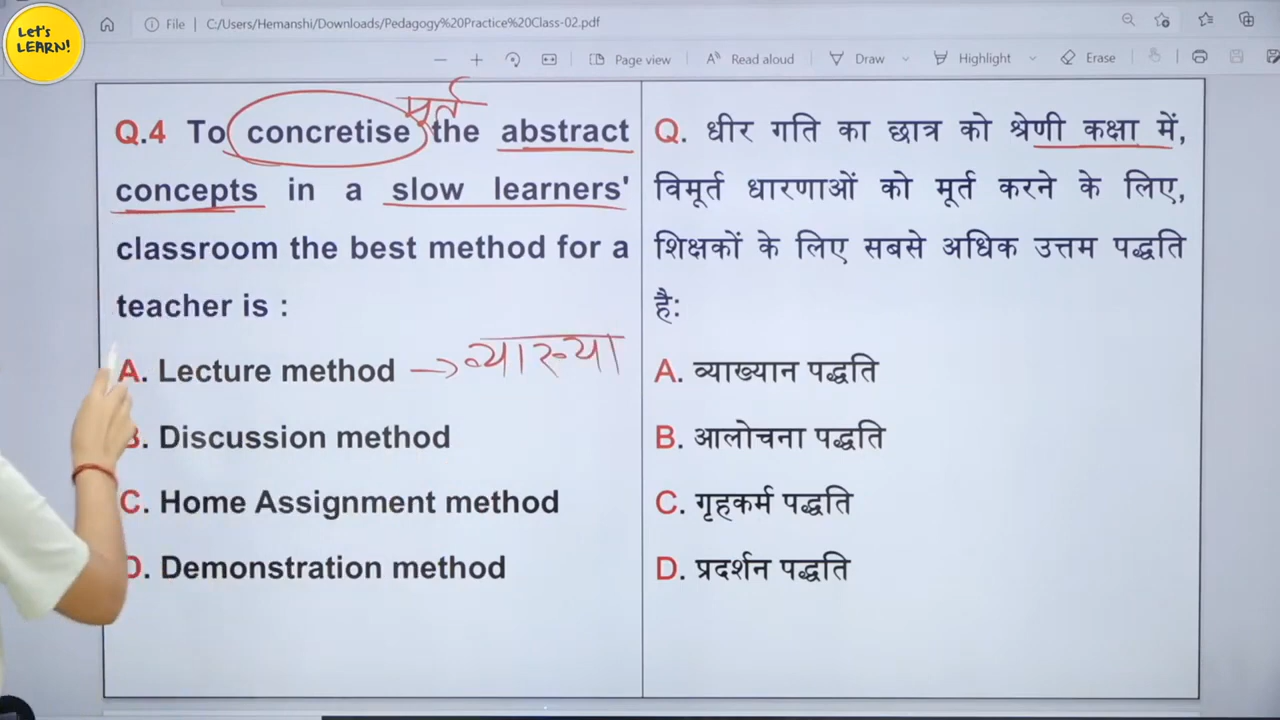 Let's
LEARN!
File
C:/Users/Hemanshi/Downloads/Pedagogy%20Practice%20Class-02.pdf
Page view
Read aloud
Draw
Highlight
Erase
मूर्त
Q.4 To concretise the abstract
concepts in a slow learners'
classroom the best method for a
teacher is :
A. Lecture method → व्याख्या
B. Discussion method
C. Home Assignment method
D. Demonstration method
Q. धीर गति का छात्र को श्रेणी कक्षा में,
विमूर्त धारणाओं को मूर्त करने के लिए,
शिक्षकों के लिए सबसे अधिक उत्तम पद्धति
है:
A. व्याख्यान पद्धति
B. आलोचना पद्धति
C. गृहकर्म पद्धति
D. प्रदर्शन पद्धति